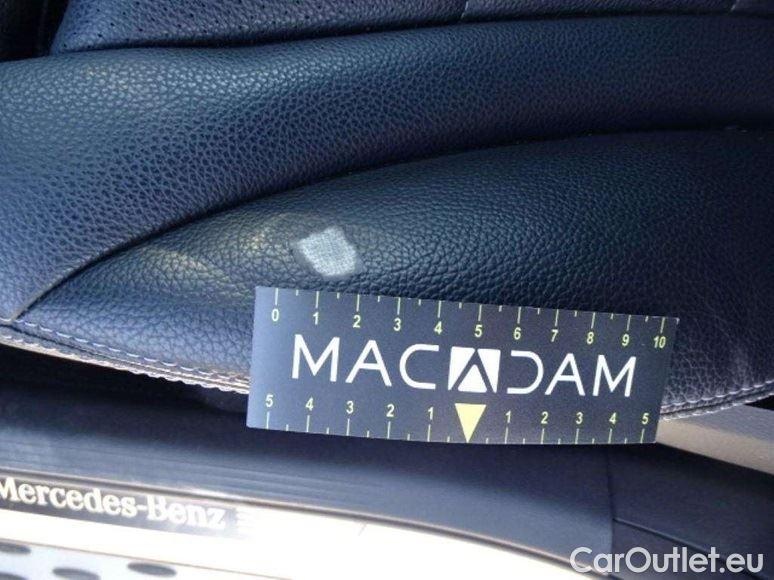 0 1 2 3 4 5 6 7 8 9 10
MACADAM
5 4 3 2 1 1 2 3 4 5
Mercedes-Benz
CarOutlet.eu